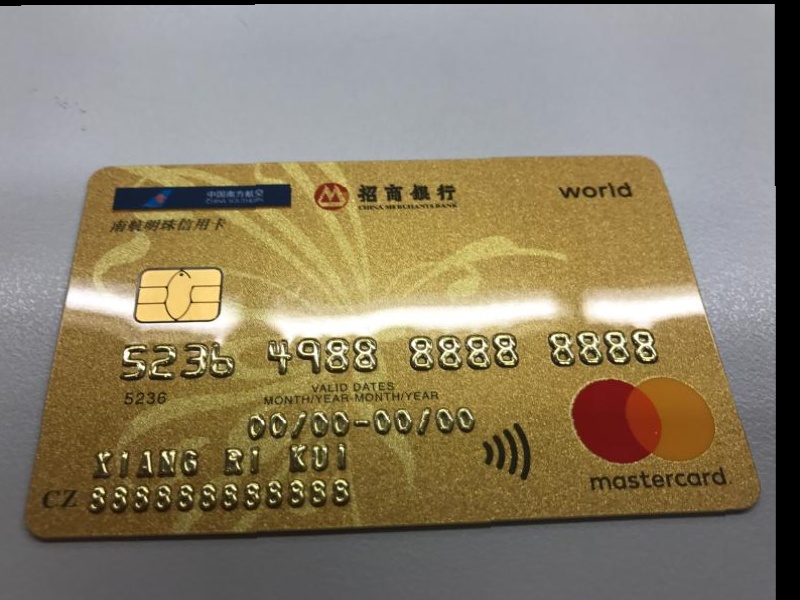 中国南方航空
CHINA SOUTHERN
招商银行
CHINA MERCHANTS BANK
world
南航明珠信用卡
5236 4988 8888 8888
5236
VALID DATES
MONTH/YEAR-MONTH/YEAR
00/00-00/00
XIANG RI KUI
CZ 888888888888
mastercard